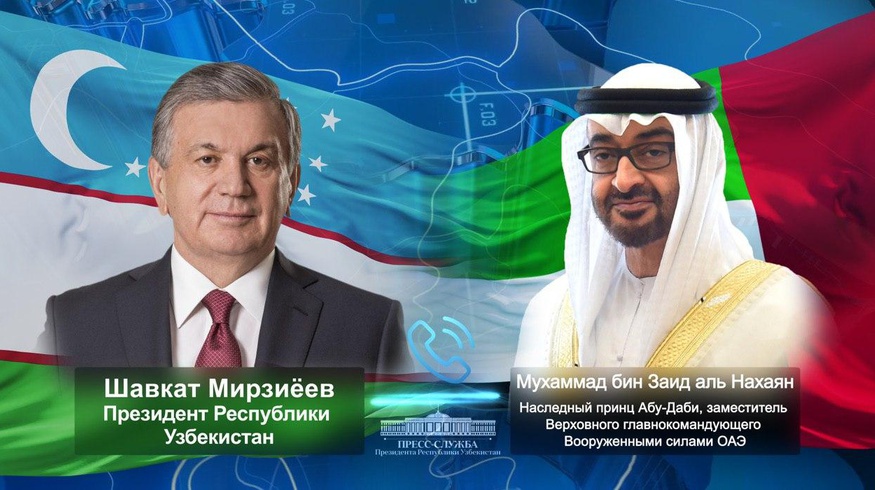 F.03
Шавкат Мирзиёев
Президент Республики
Узбекистан
Мухаммад бин Заид аль Нахаян
Наследный принц Абу-Даби, заместитель
Верховного главнокомандующего
Вооруженными силами ОАЭ
ПРЕСС-СЛУЖБА
Президента Республики Узбекистан